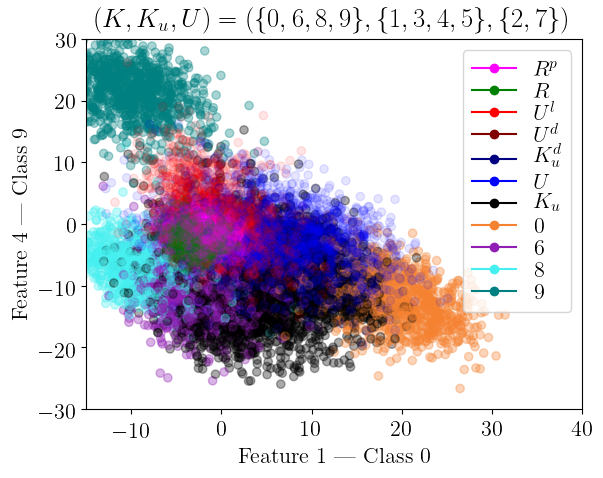 (K, K_u, U) = ({0, 6, 8, 9}, {1, 3, 4, 5}, {2, 7})
30
20
10
0
−10
−20
−30
Feature 4 — Class 9
R^p
R
U^l
U^d
K_u^d
U
K_u
0
6
8
9
−10
0
10
20
30
40
Feature 1 — Class 0